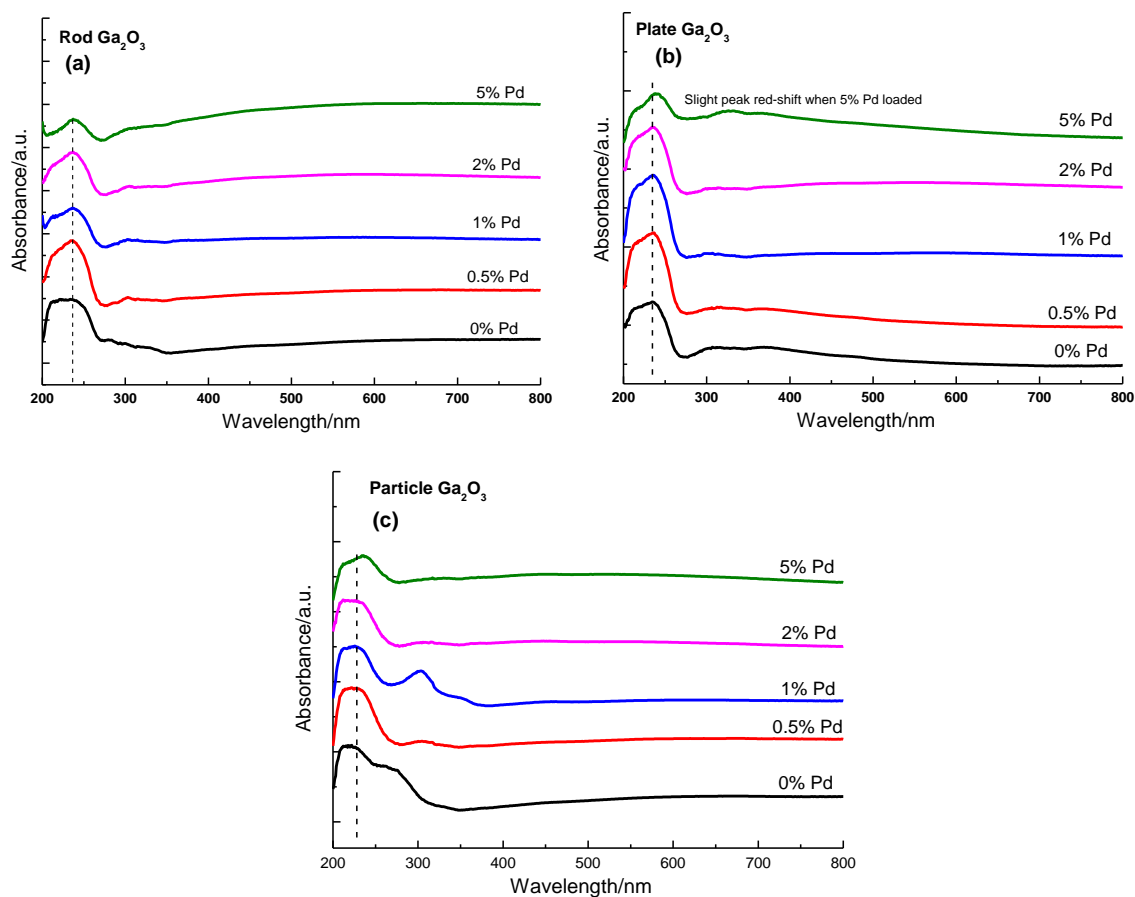 Rod Ga₂O₃
(a)
5% Pd
2% Pd
1% Pd
0.5% Pd
0% Pd
Absorbance/a.u.
200 300 400 500 600 700 800
Wavelength/nm
Plate Ga₂O₃
(b)
Slight peak red-shift when 5% Pd loaded
5% Pd
2% Pd
1% Pd
0.5% Pd
0% Pd
Absorbance/a.u.
200 300 400 500 600 700 800
Wavelength/nm
Particle Ga₂O₃
(c)
5% Pd
2% Pd
1% Pd
0.5% Pd
0% Pd
Absorbance/a.u.
200 300 400 500 600 700 800
Wavelength/nm